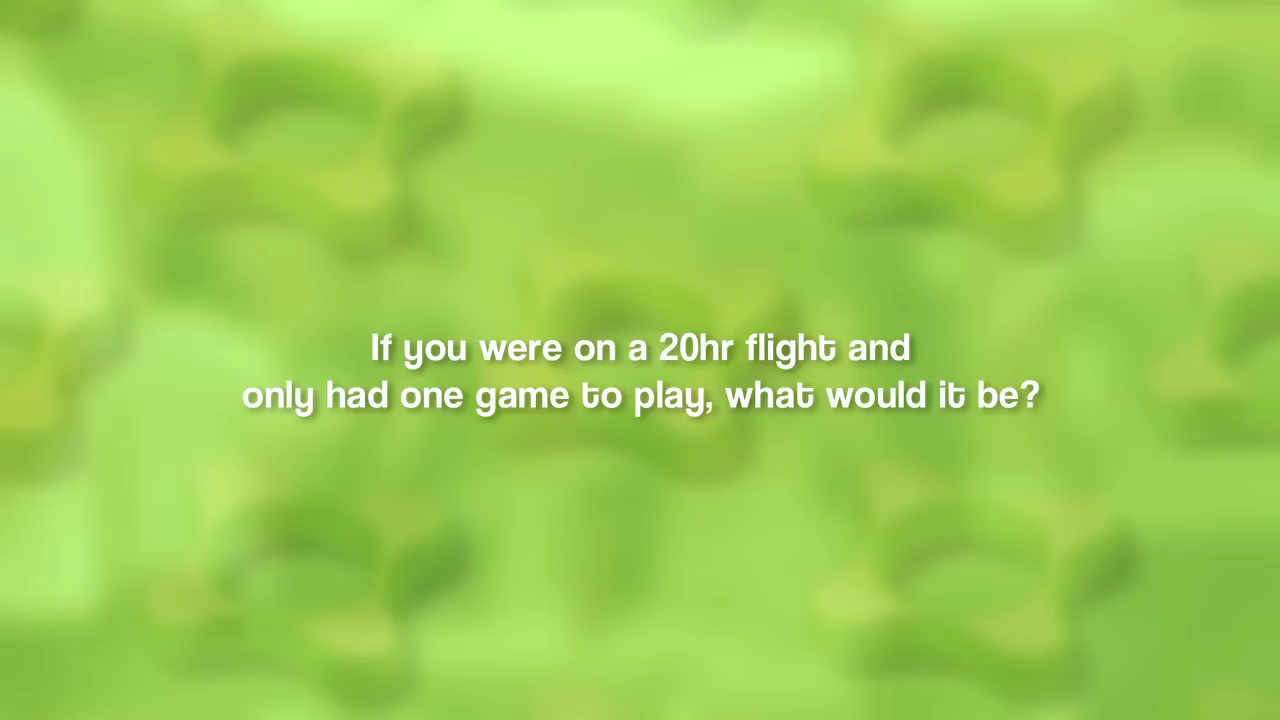 If you were on a 20hr flight and
only had one game to play, what would it be?